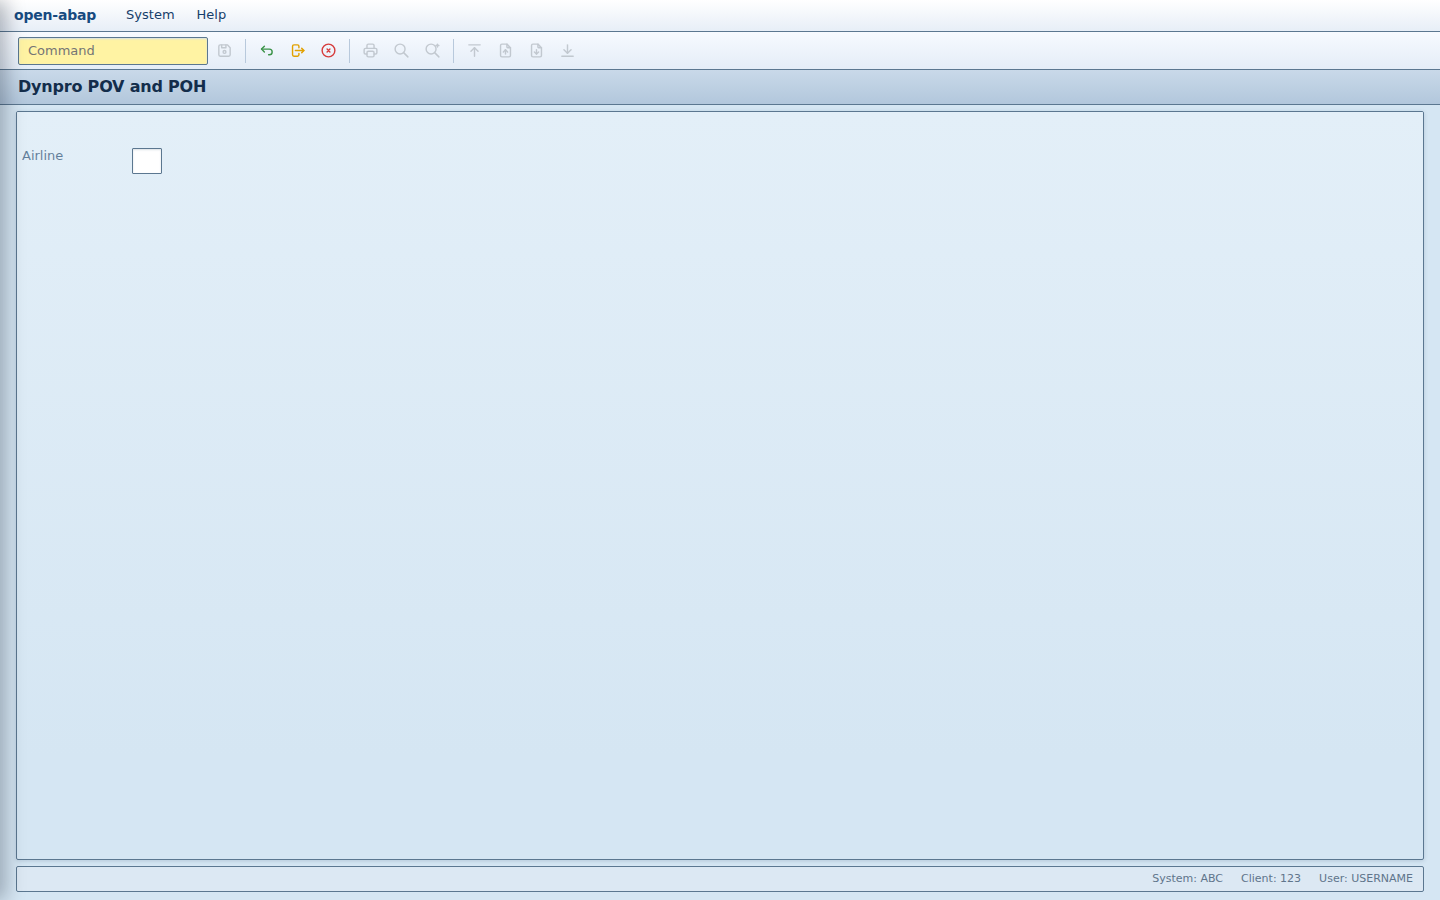 open-abap System Help
Command
Dynpro POV and POH
Airline
System: ABC Client: 123 User: USERNAME